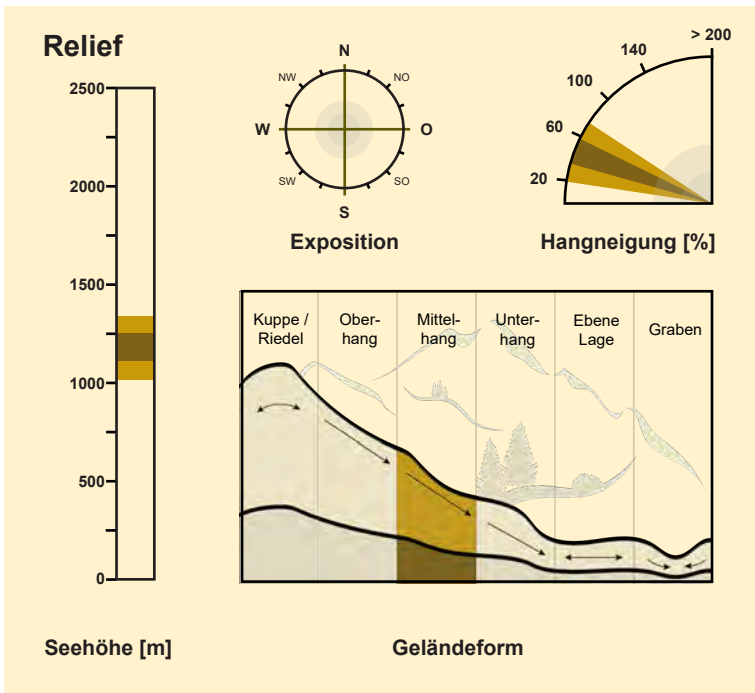 Relief
2500
2000
1500
1000
500
0
Seehöhe [m]
N
NW
NO
W
O
SW
SO
S
Exposition
> 200
140
100
60
20
Hangneigung [%]
Kuppe /
Riedel
Ober-
hang
Mittel-
hang
Unter-
hang
Ebene
Lage
Graben
Geländeform